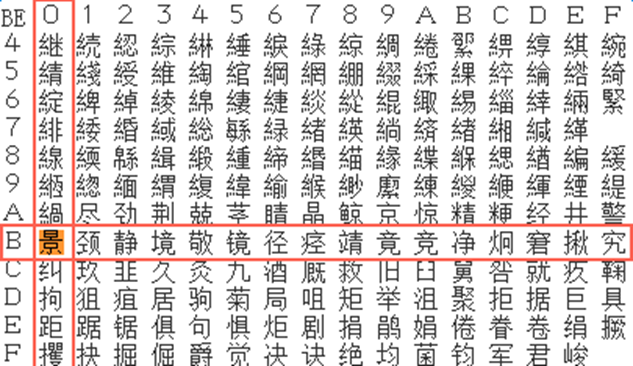 BE 0 1 2 3 4 5 6 7 8 9 A B C D E F
4 継 続 綛 綜 綝 綞 綟 綠 綡 綢 綣 綤 綥 綧 綨 綩
5 綪 綫 綬 維 綯 綰 綱 網 綳 綴 綵 綶 綷 綸 綹 綺
6 綻 綼 綽 綾 綿 緀 緁 緂 緃 緄 緅 緆 緇 緈 緉 緊
7 緋 緌 緍 緎 総 緐 緑 緒 緓 緔 緕 緖 緗 緘 緙
8 線 緛 緜 緝 緞 緟 締 緡 緢 緣 緤 緥 緦 緧 編 緩
9 緪 緫 緬 緭 緮 緯 緰 緱 緲 緳 練 緵 緶 緷 緸 緹
A 緺 尽 劲 荆 兢 茎 睛 晶 鲸 京 惊 精 粳 经 井 警
B 景 颈 静 境 敬 镜 径 痉 靖 竟 竞 净 炯 窘 揪 究
C 纠 玖 韭 久 灸 九 酒 厩 救 旧 臼 舅 咎 就 疚 鞠
D 拘 狙 疽 居 驹 菊 局 咀 矩 举 沮 聚 拒 据 巨 具
E 距 踞 锯 俱 句 惧 炬 剧 捐 鹃 娟 倦 眷 卷 绢 撅
F 攫 抉 掘 倔 爵 觉 决 诀 绝 均 菌 钧 军 君 峻